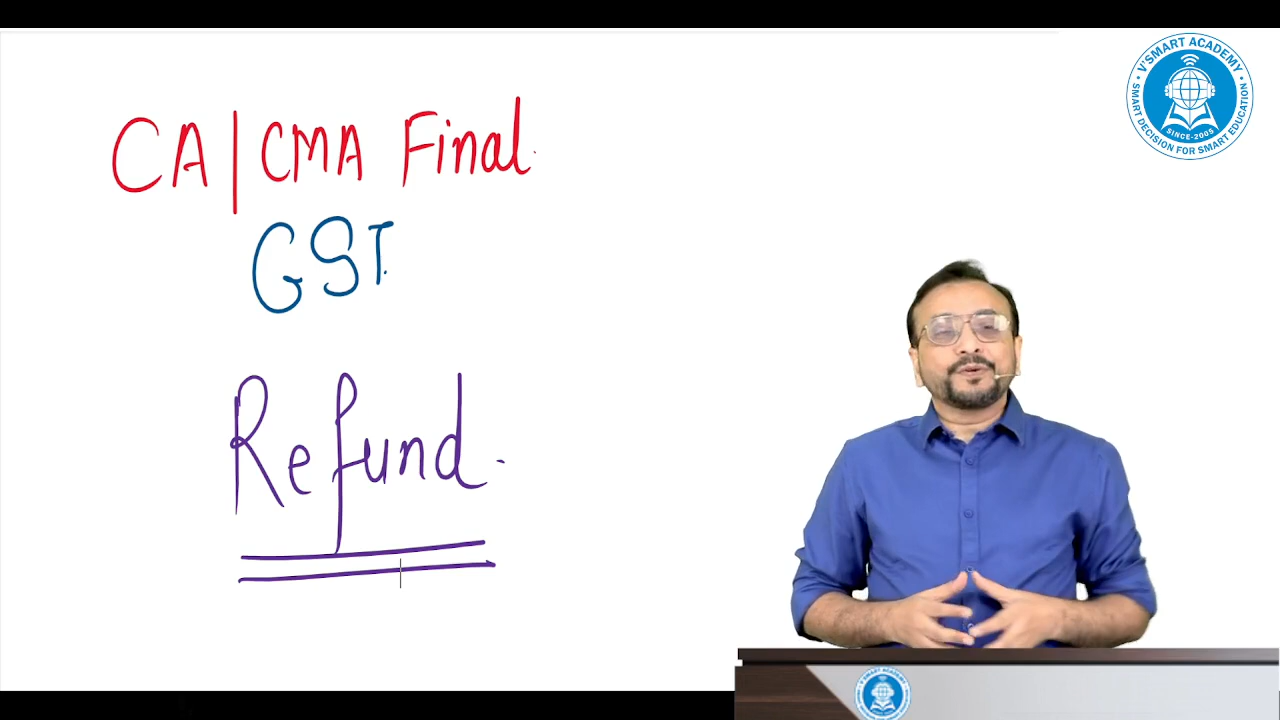 CA | CMA Final
GST
Refund
V'SMART ACADEMY
SMART DECISION FOR SMART EDUCATION
SINCE-2005